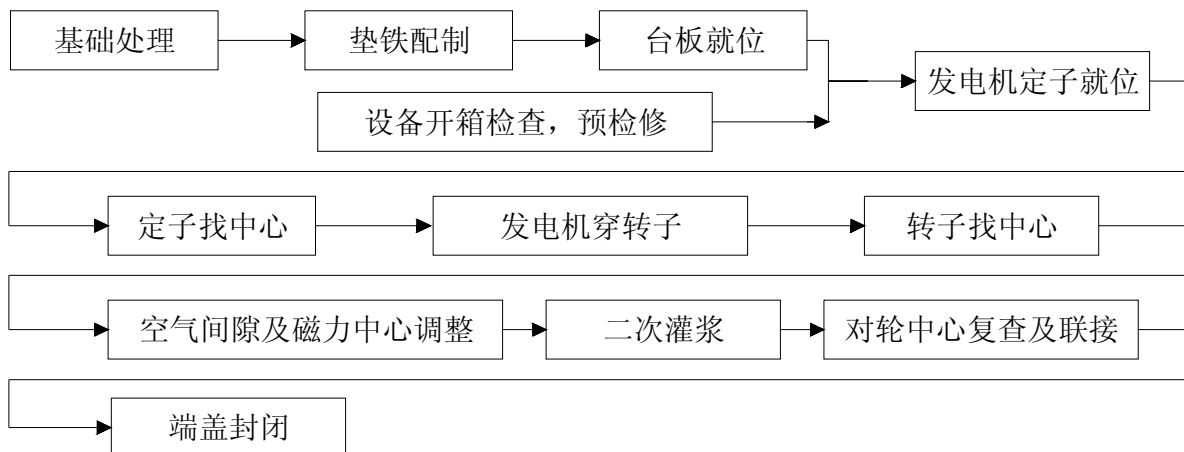 基础处理
垫铁配制
台板就位
发电机定子就位
设备开箱检查，预检修
定子找中心
发电机穿转子
转子找中心
空气间隙及磁力中心调整
二次灌浆
对轮中心复查及联接
端盖封闭